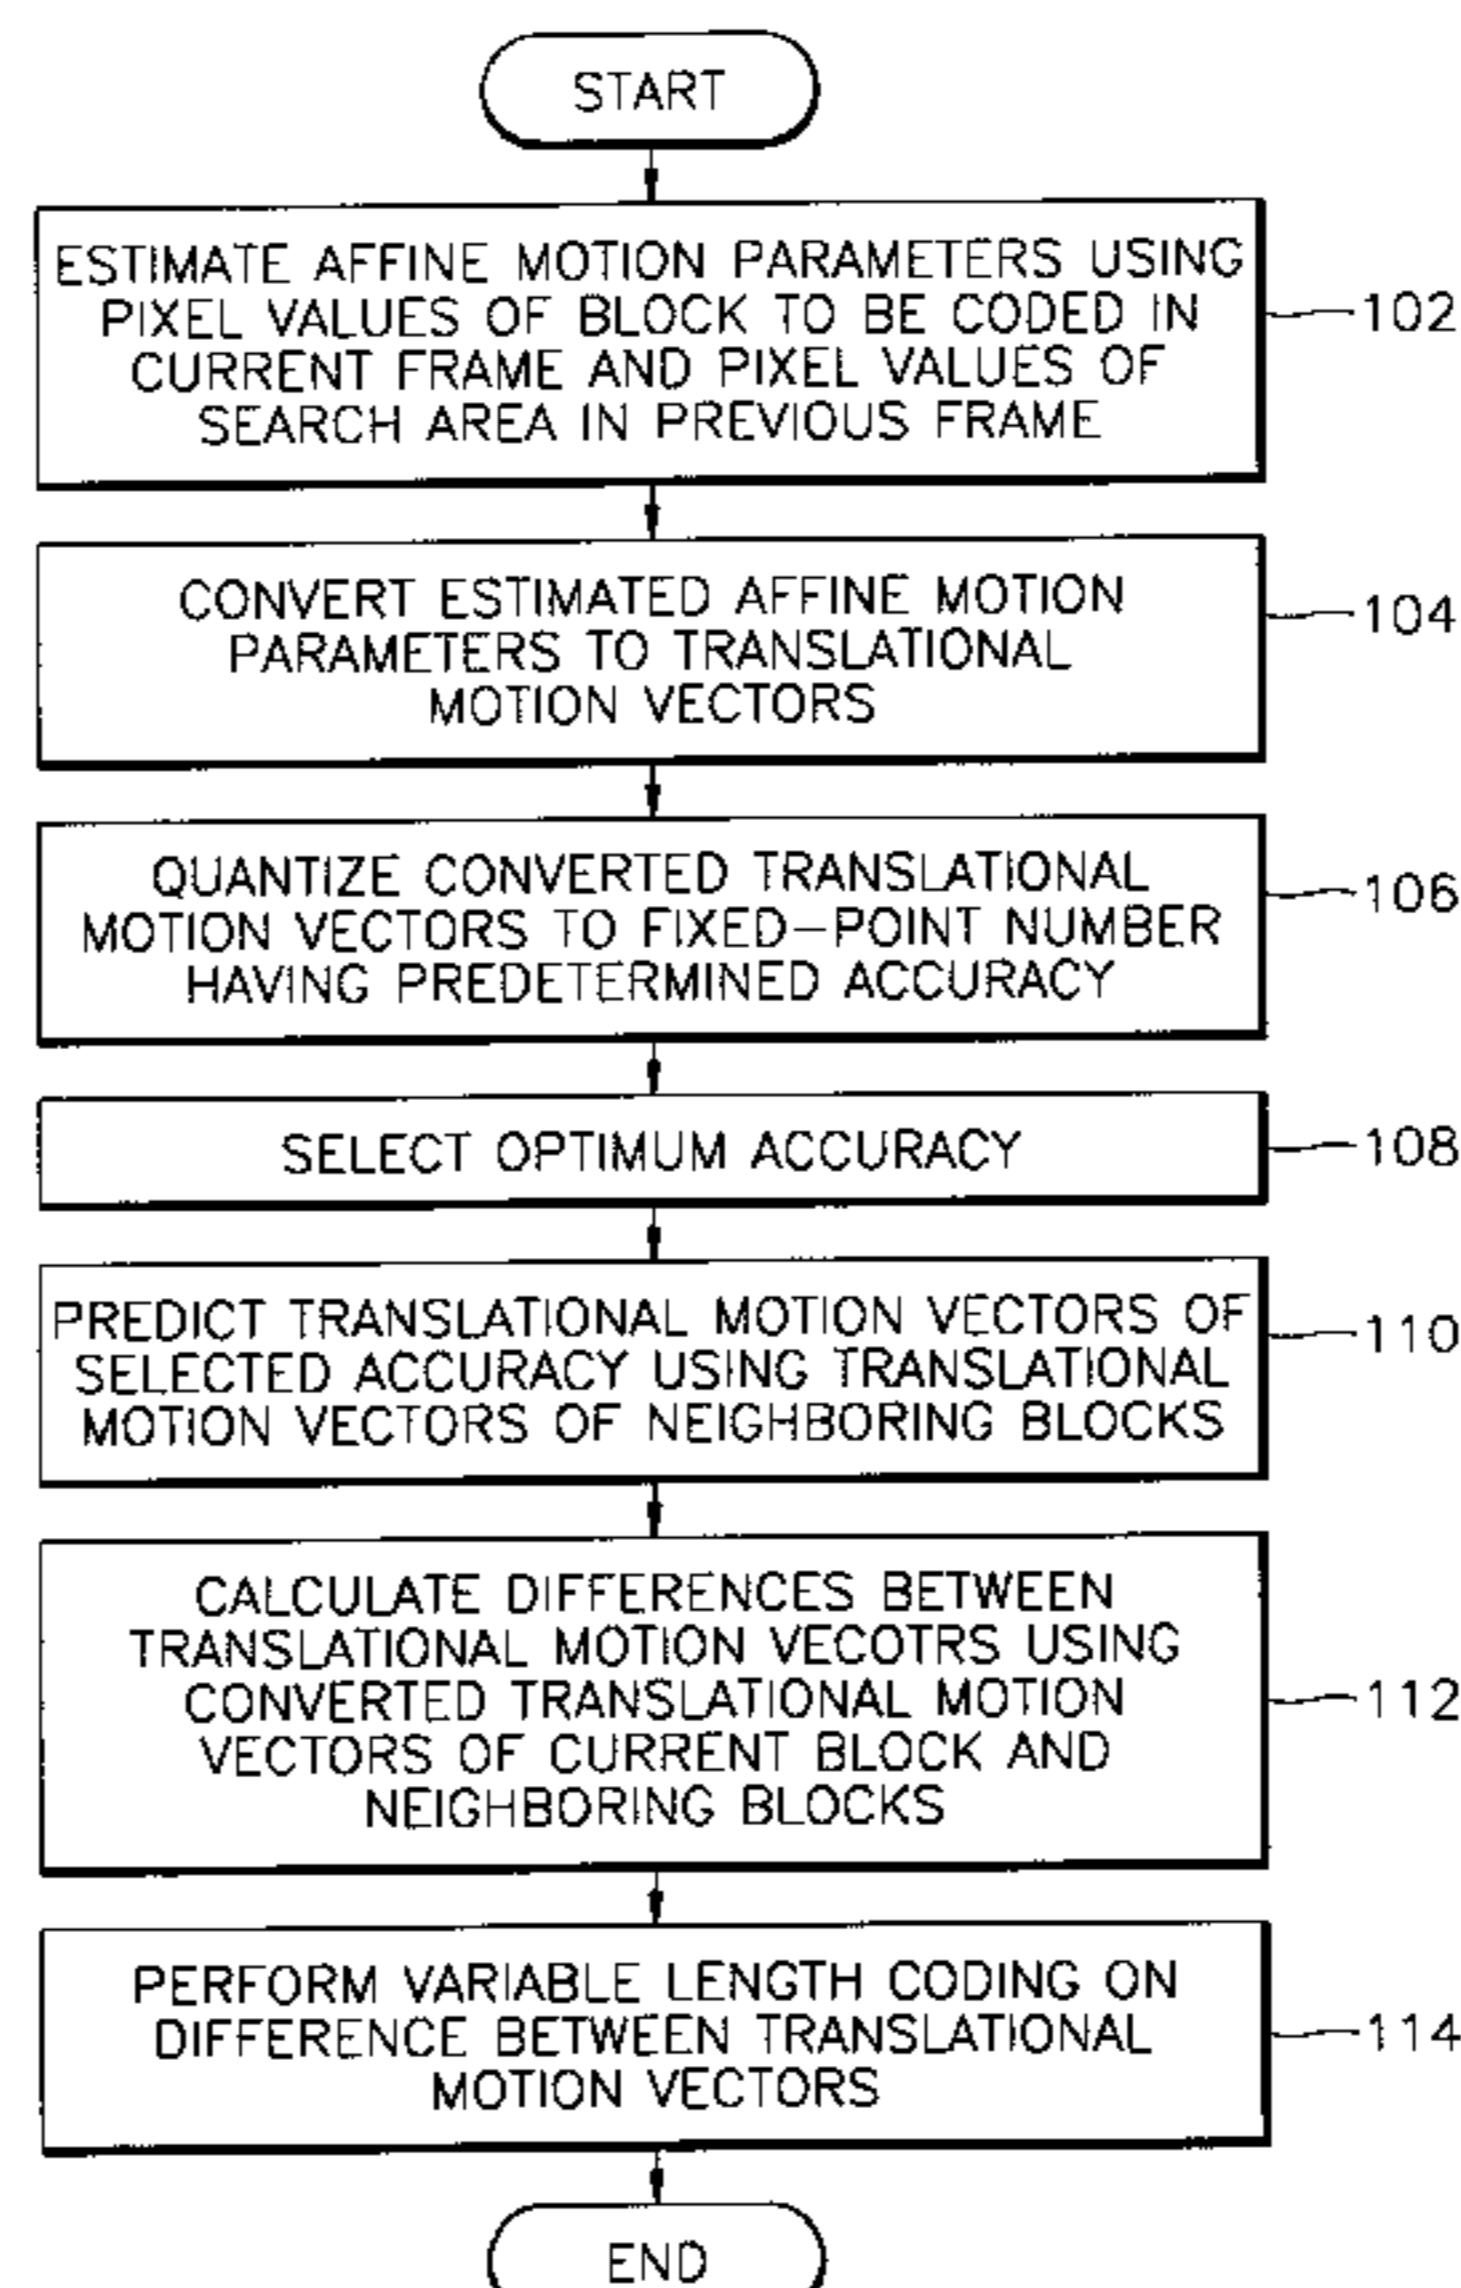 START
ESTIMATE AFFINE MOTION PARAMETERS USING
PIXEL VALUES OF BLOCK TO BE CODED IN
CURRENT FRAME AND PIXEL VALUES OF
SEARCH AREA IN PREVIOUS FRAME
102
CONVERT ESTIMATED AFFINE MOTION
PARAMETERS TO TRANSLATIONAL
MOTION VECTORS
104
QUANTIZE CONVERTED TRANSLATIONAL
MOTION VECTORS TO FIXED-POINT NUMBER
HAVING PREDETERMINED ACCURACY
106
SELECT OPTIMUM ACCURACY
108
PREDICT TRANSLATIONAL MOTION VECTORS OF
SELECTED ACCURACY USING TRANSLATIONAL
MOTION VECTORS OF NEIGHBORING BLOCKS
110
CALCULATE DIFFERENCES BETWEEN
TRANSLATIONAL MOTION VECOTRS USING
CONVERTED TRANSLATIONAL MOTION
VECTORS OF CURRENT BLOCK AND
NEIGHBORING BLOCKS
112
PERFORM VARIABLE LENGTH CODING ON
DIFFERENCE BETWEEN TRANSLATIONAL
MOTION VECTORS
114
END